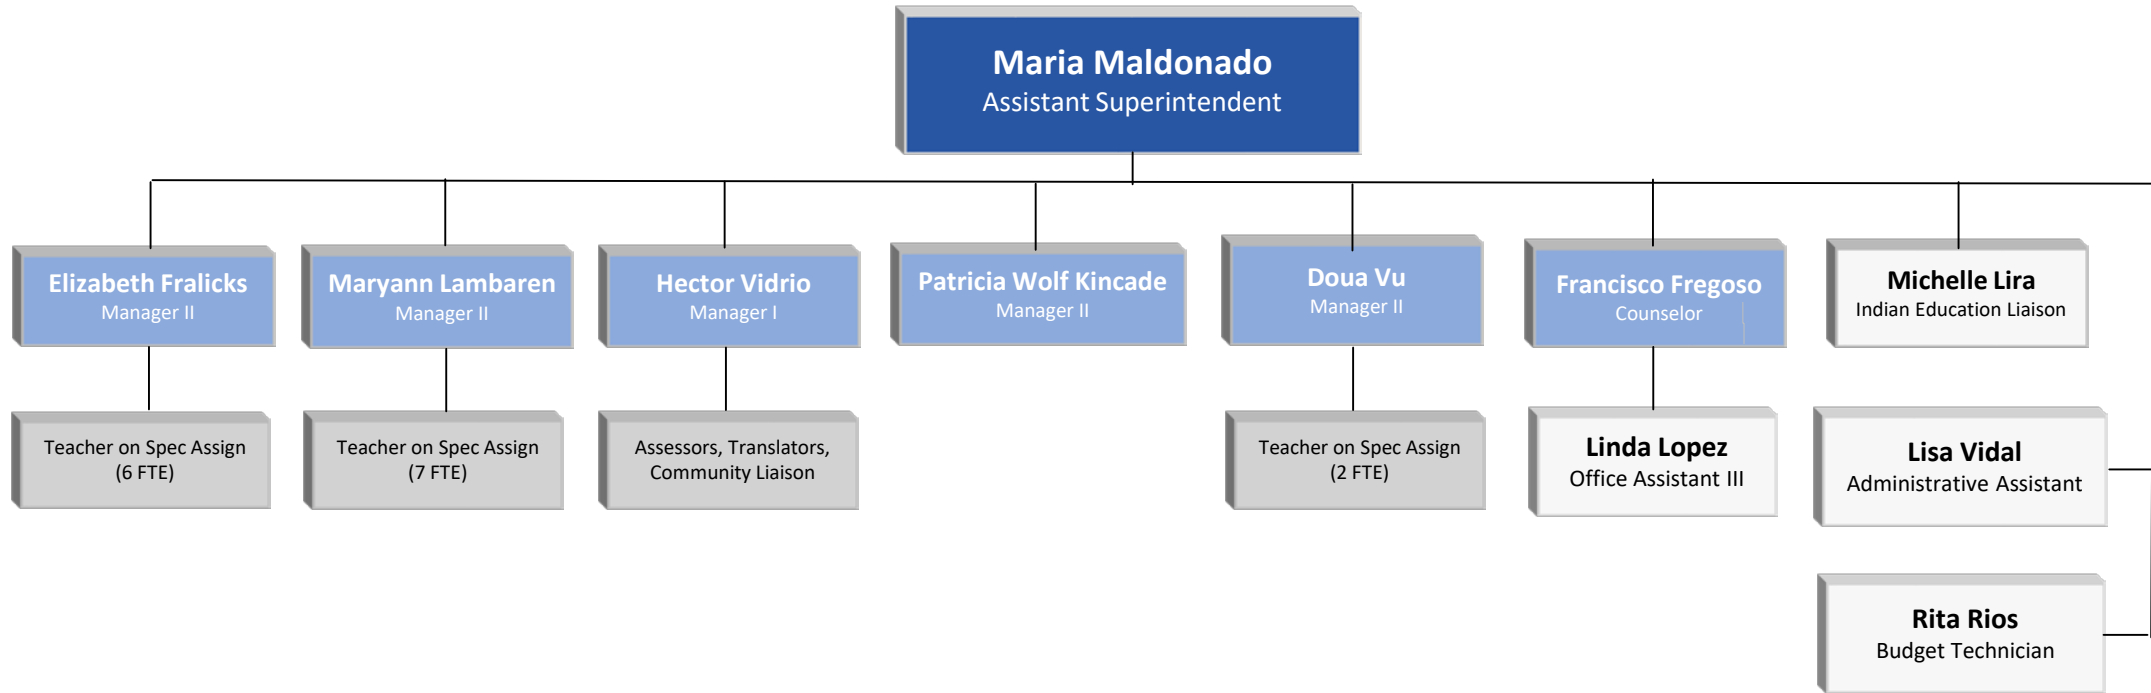 Maria Maldonado
Assistant Superintendent
Elizabeth Fralicks
Manager II
Maryann Lambaren
Manager II
Hector Vidrio
Manager I
Patricia Wolf Kincade
Manager II
Doua Vu
Manager II
Francisco Fregoso
Counselor
Michelle Lira
Indian Education Liaison
Teacher on Spec Assign
(6 FTE)
Teacher on Spec Assign
(7 FTE)
Assessors, Translators,
Community Liaison
Teacher on Spec Assign
(2 FTE)
Linda Lopez
Office Assistant III
Lisa Vidal
Administrative Assistant
Rita Rios
Budget Technician